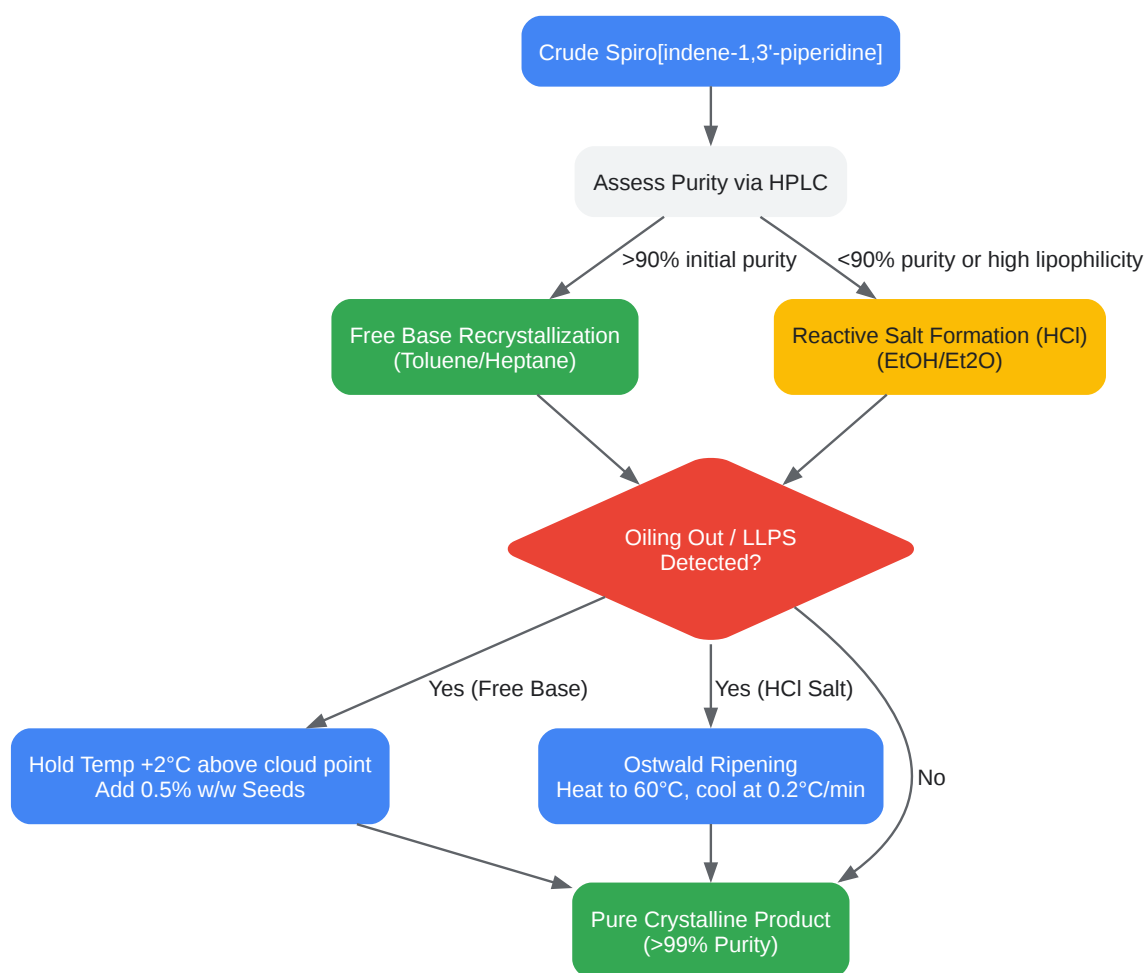 Crude Spiro[indene-1,3'-piperidine]
Assess Purity via HPLC
>90% initial purity
<90% purity or high lipophilicity
Free Base Recrystallization
(Toluene/Heptane)
Reactive Salt Formation (HCl)
(EtOH/Et2O)
Oiling Out / LLPS
Detected?
Yes (Free Base)
Yes (HCl Salt)
No
Hold Temp +2°C above cloud point
Add 0.5% w/w Seeds
Ostwald Ripening
Heat to 60°C, cool at 0.2°C/min
Pure Crystalline Product
(>99% Purity)